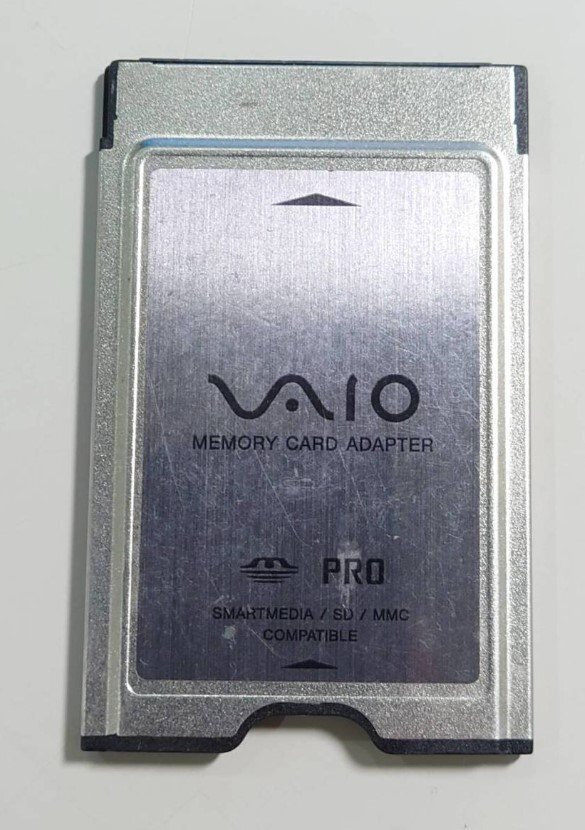 VAIO
MEMORY CARD ADAPTER
PRO
SMARTMEDIA / SD / MMC
COMPATIBLE